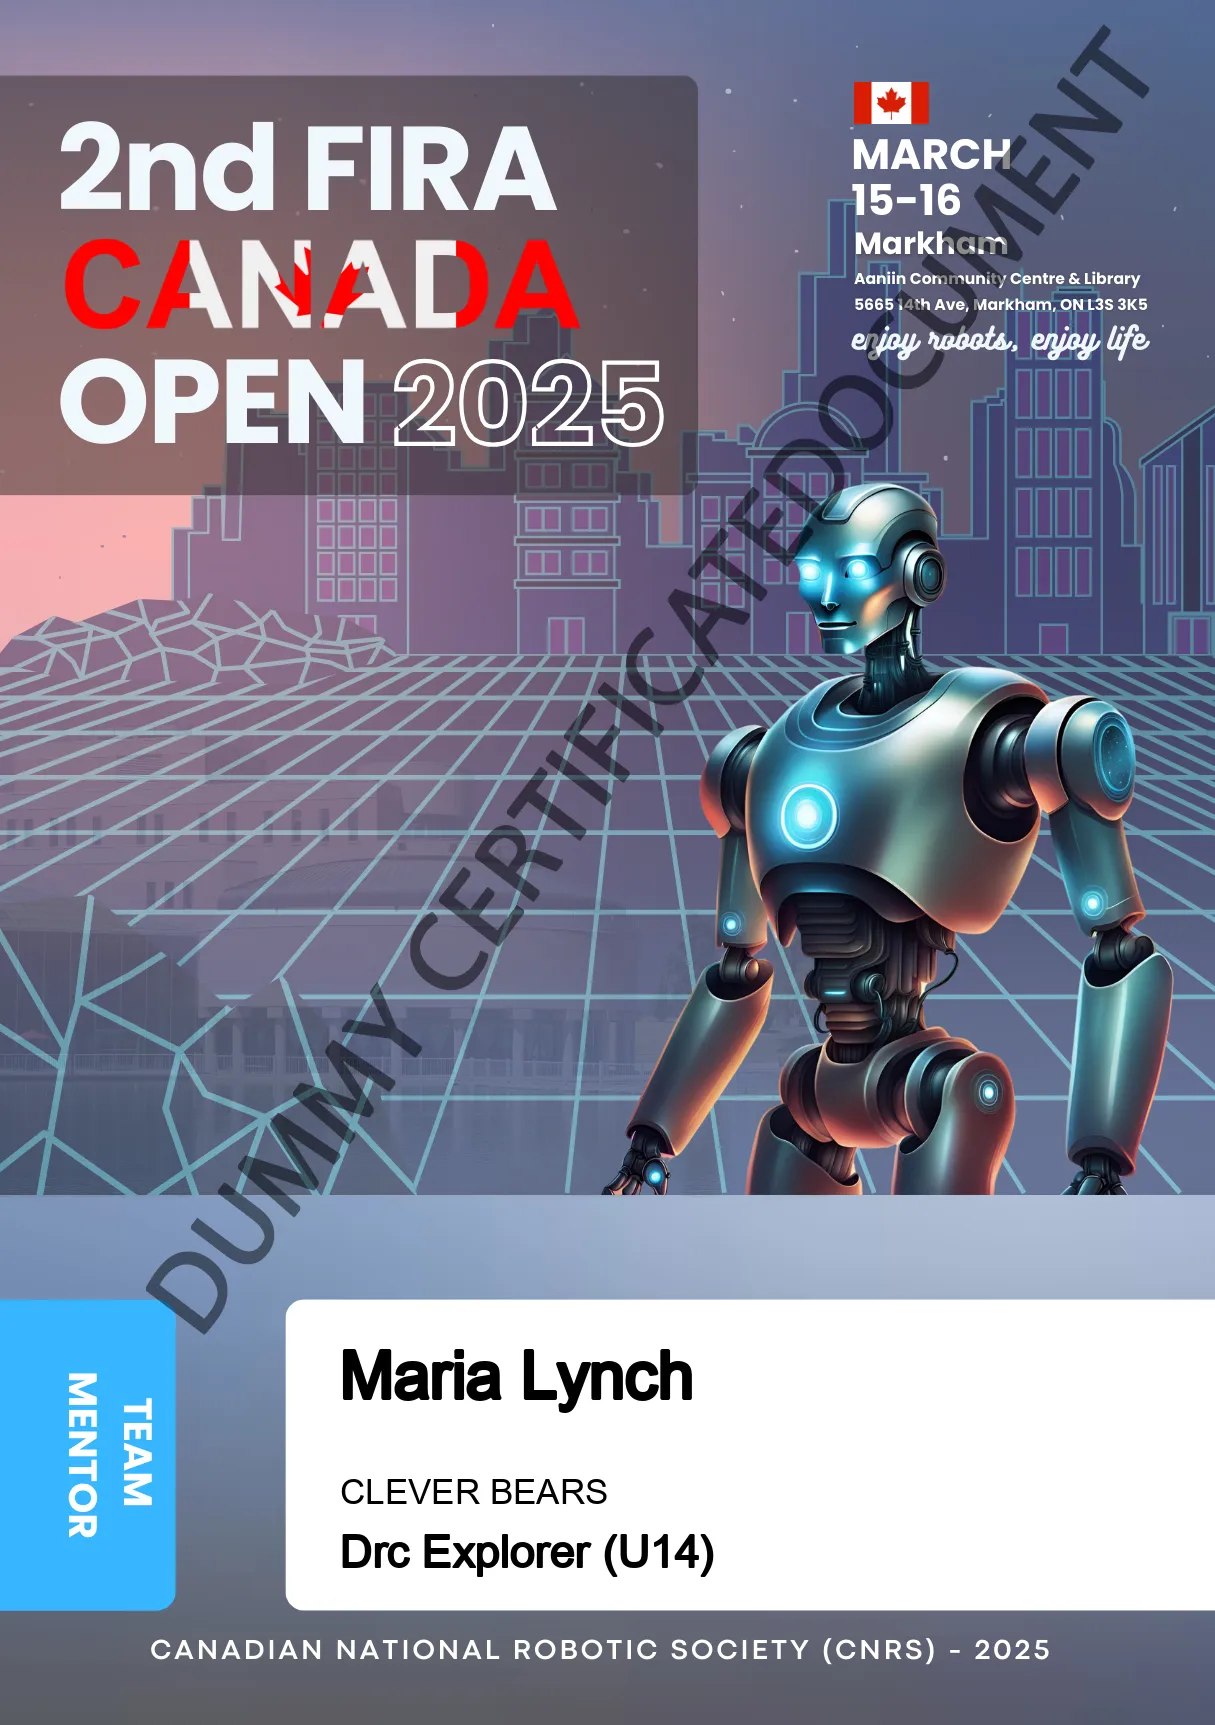 2nd FIRA
CANADA
OPEN 2025
MARCH
15-16
Markham
Aaniin Community Centre & Library
5665 14th Ave, Markham, ON L3S 3K5
enjoy robots, enjoy life
DUMMY CERTIFICATED DOCUMENT
TEAM
MENTOR
Maria Lynch
CLEVER BEARS
Drc Explorer (U14)
CANADIAN NATIONAL ROBOTIC SOCIETY (CNRS) - 2025